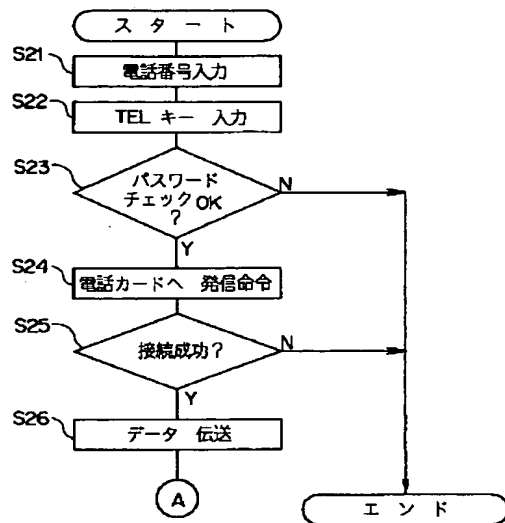 スタート
S21
電話番号入力
S22
TEL キー 入力
S23
パスワード
チェックOK
?
N
Y
S24
電話カードへ 発信命令
S25
接続成功?
N
Y
S26
データ 伝送
A
エンド